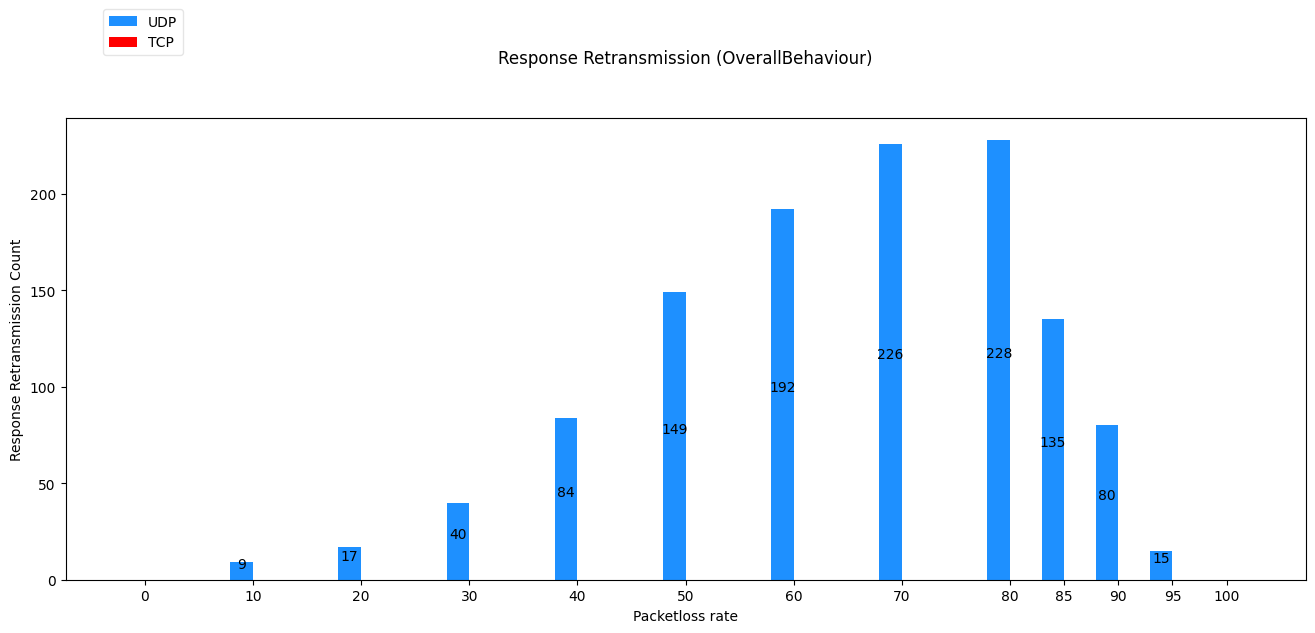 UDP
TCP
Response Retransmission (OverallBehaviour)
Response Retransmission Count
200
150
100
50
0
9
17
40
84
149
192
226
228
135
80
15
0 10 20 30 40 50 60 70 80 85 90 95 100
Packetloss rate